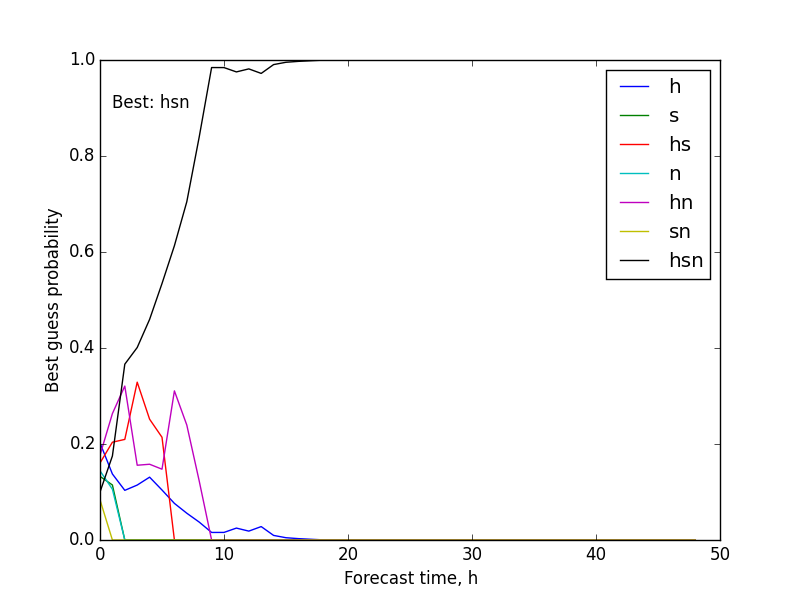 1.0
0.8
0.6
0.4
0.2
0.0
Best guess probability
Best: hsn
h
s
hs
n
hn
sn
hsn
0 10 20 30 40 50
Forecast time, h